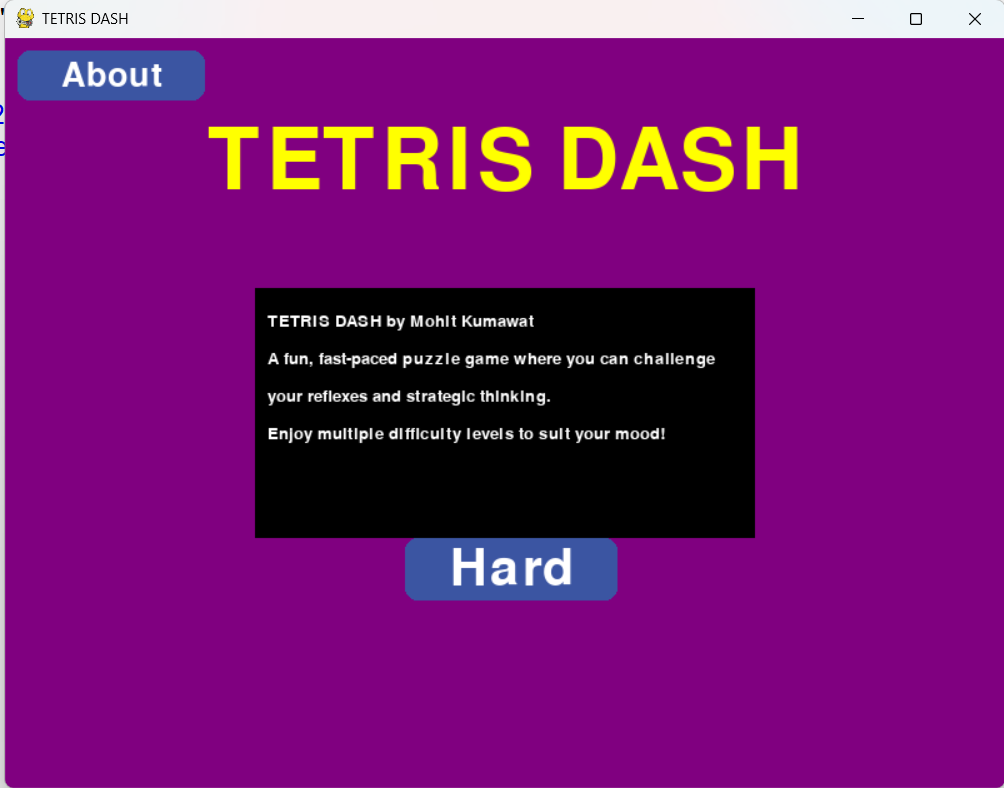 TETRIS DASH
About
TETRIS DASH
TETRIS DASH by Mohit Kumawat
A fun, fast-paced puzzle game where you can challenge
your reflexes and strategic thinking.
Enjoy multiple difficulty levels to suit your mood!
Hard